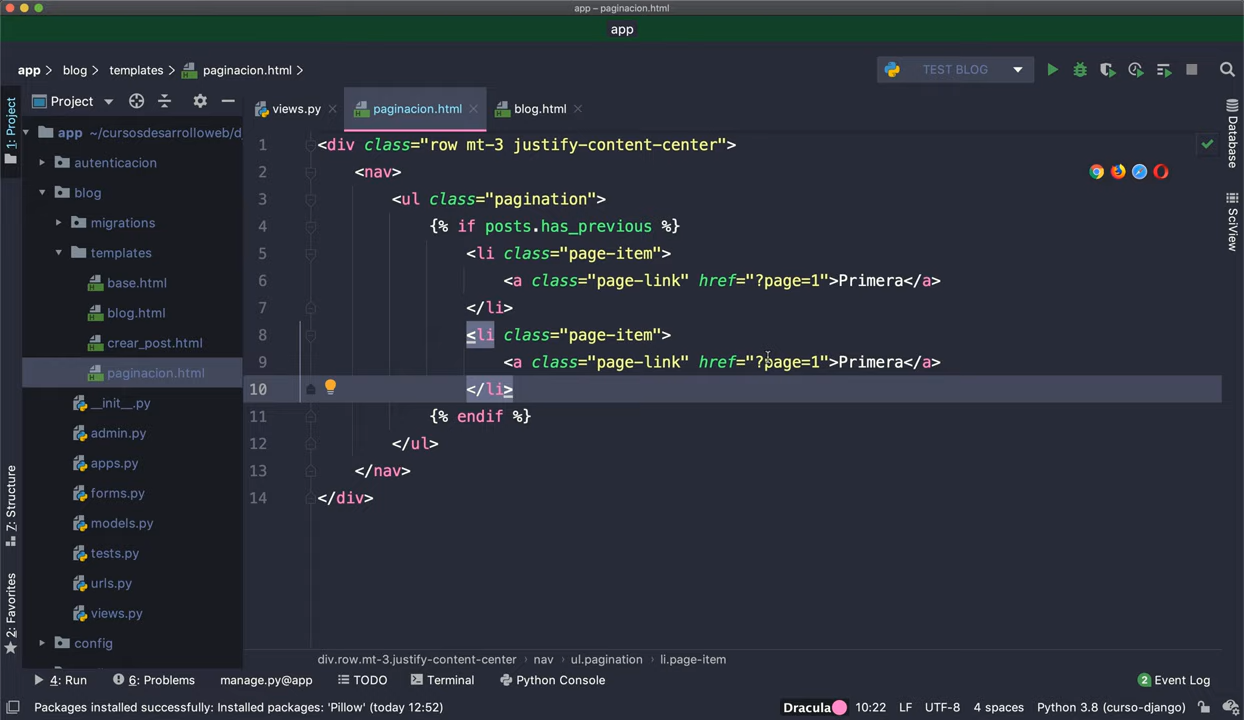 app – paginacion.html
app
app > blog > templates > paginacion.html >
TEST BLOG
Project
views.py
paginacion.html
blog.html
1: Project
app ~/cursosdesarrolloweb/d
autenticacion
blog
migrations
templates
base.html
blog.html
crear_post.html
paginacion.html
__init__.py
admin.py
apps.py
forms.py
models.py
tests.py
urls.py
views.py
config
1 <div class="row mt-3 justify-content-center">
2 <nav>
3 <ul class="pagination">
4 {% if posts.has_previous %}
5 <li class="page-item">
6 <a class="page-link" href="?page=1">Primera</a>
7 </li>
8 <li class="page-item">
9 <a class="page-link" href="?page=1">Primera</a>
10 </li>
11 {% endif %}
12 </ul>
13 </nav>
14 </div>
Database
SciView
7: Structure
2: Favorites
div.row.mt-3.justify-content-center nav ul.pagination li.page-item
4: Run
6: Problems
manage.py@app
TODO
Terminal
Python Console
2 Event Log
Packages installed successfully: Installed packages: 'Pillow' (today 12:52)
Dracula
10:22
LF
UTF-8
4 spaces
Python 3.8 (curso-django)